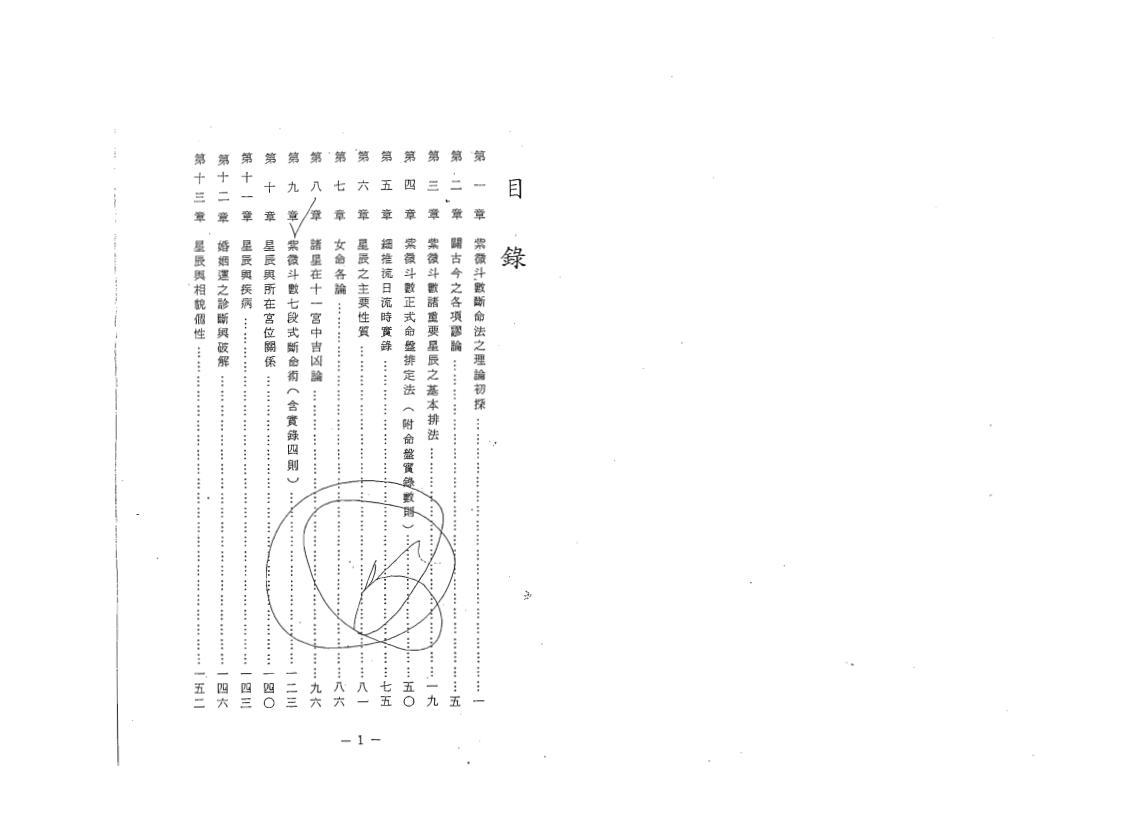 目錄
第一章 紫微斗數斷命法之理論初探……一
第二章 闢古今之各項謬論……五
第三章 紫微斗數諸重要星辰之基本排法……一九
第四章 紫微斗數正式命盤排定法（附命盤實錄數則）……五〇
第五章 細推流日流時實錄……七五
第六章 星辰之主要性質……八一
第七章 女命各論……八六
第八章 諸星在十一宮中吉凶論……九六
第九章 紫微斗數七段式斷命術（含實錄四則）……一二三
第十章 星辰與所在宮位關係……一四〇
第十一章 星辰與疾病……一四三
第十二章 婚姻運之診斷與破解……一四六
第十三章 星辰與相貌個性……一五二
— 1 —